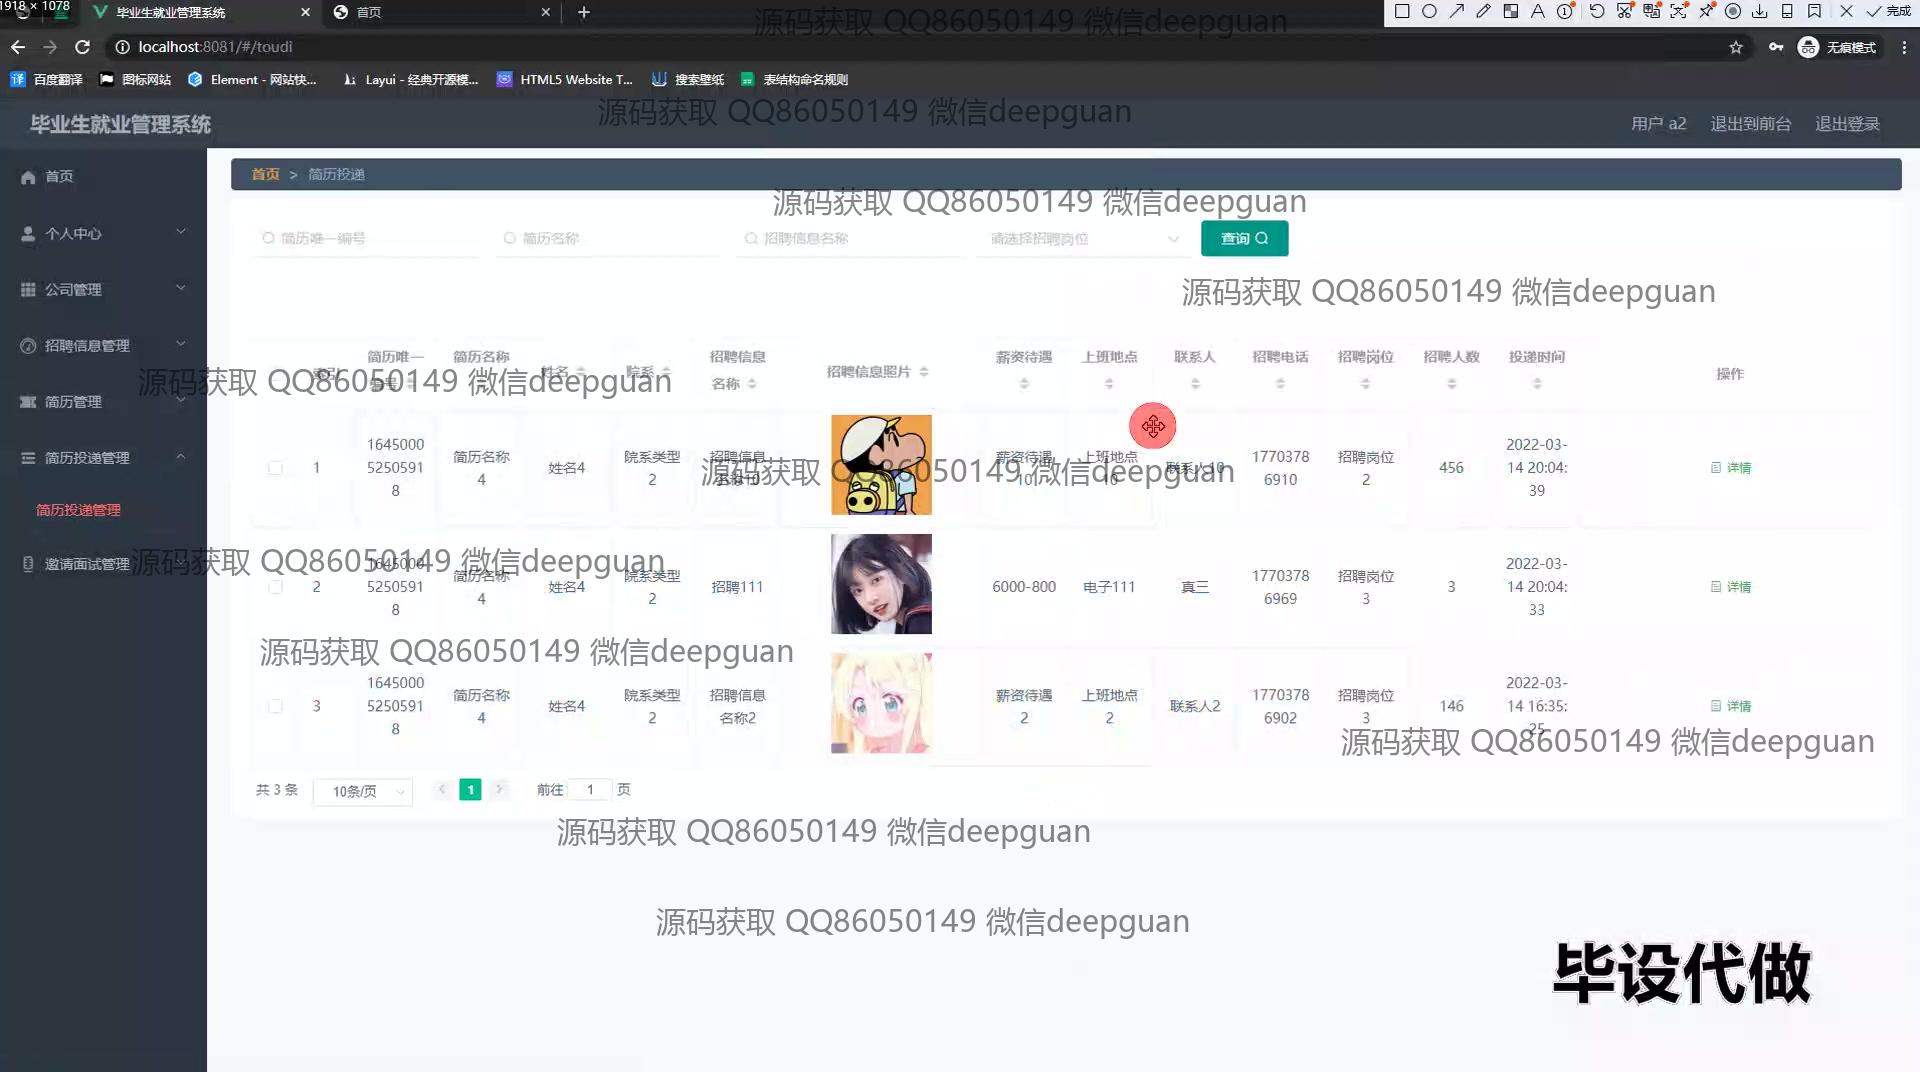 1918 × 1078
毕业生就业管理系统
首页
完成
localhost:8081/#/toudi
无痕模式
百度翻译
图标网站
Element - 网站快...
Layui - 经典开源模...
HTML5 Website T...
搜索壁纸
表结构命名规则
源码获取 QQ86050149 微信deepguan
源码获取 QQ86050149 微信deepguan
毕业生就业管理系统
用户 a2
退出到前台
退出登录
首页
个人中心
公司管理
招聘信息管理
简历管理
简历投递管理
简历投递管理
邀请面试管理
首页 > 简历投递
源码获取 QQ86050149 微信deepguan
简历唯一编号
简历名称
招聘信息名称
请选择招聘岗位
查询
源码获取 QQ86050149 微信deepguan
简历唯一
简历名称
姓名
院系
招聘信息
名称
招聘信息照片
薪资待遇
上班地点
联系人
招聘电话
招聘岗位
招聘人数
投递时间
操作
源码获取 QQ86050149 微信deepguan
1
1645000
5250591
8
简历名称
4
姓名4
院系类型
2
招聘信息
名称10
薪资待遇
10
上班地点
10
联系人10
1770378
6910
招聘岗位
2
456
2022-03-
14 20:04:
39
详情
源码获取 QQ86050149 微信deepguan
2
1645000
5250591
8
简历名称
4
姓名4
院系类型
2
招聘111
6000-800
电子111
真三
1770378
6969
招聘岗位
3
3
2022-03-
14 20:04:
33
详情
源码获取 QQ86050149 微信deepguan
源码获取 QQ86050149 微信deepguan
3
1645000
5250591
8
简历名称
4
姓名4
院系类型
2
招聘信息
名称2
薪资待遇
2
上班地点
2
联系人2
1770378
6902
招聘岗位
3
146
2022-03-
14 16:35:
25
详情
源码获取 QQ86050149 微信deepguan
共 3 条
10条/页
1
前往 1 页
源码获取 QQ86050149 微信deepguan
源码获取 QQ86050149 微信deepguan
毕设代做